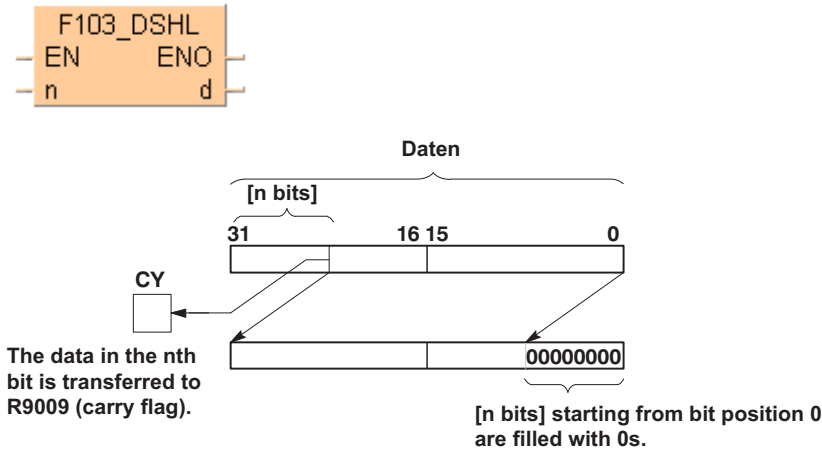 F103_DSHL
EN ENO
n d
Daten
[n bits]
31 16 15 0
CY
The data in the nth
bit is transferred to
R9009 (carry flag).
00000000
[n bits] starting from bit position 0
are filled with 0s.